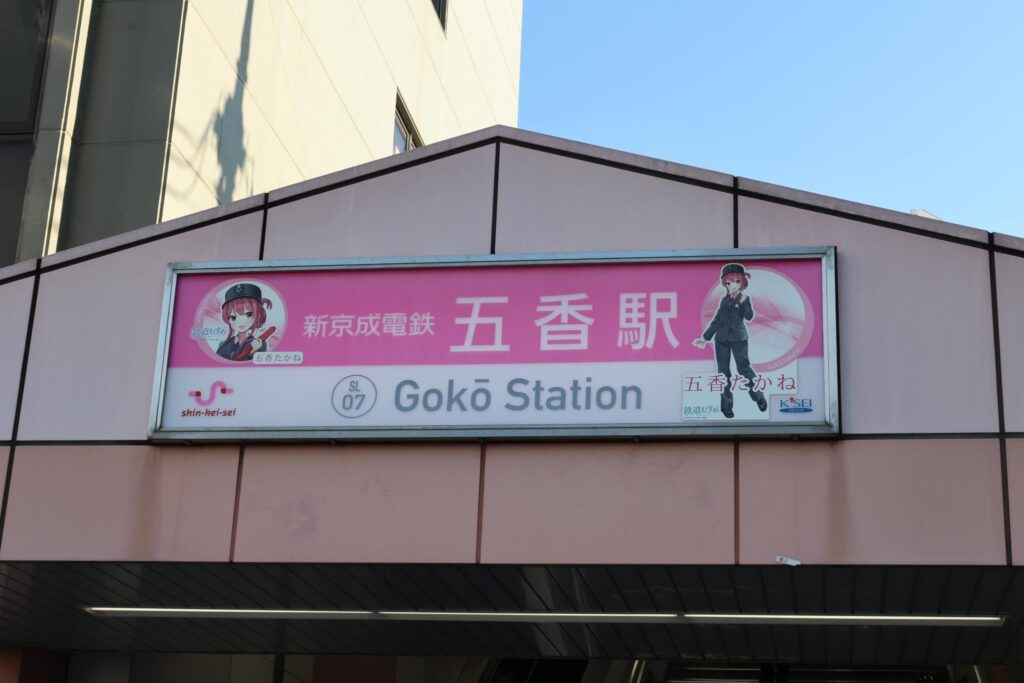 新京成電鉄 五香駅
鉄道むすめ
五香たかね
shin-kei-sei
SL
07
Gokō Station
五香たかね
鉄道むすめ
K'SEI